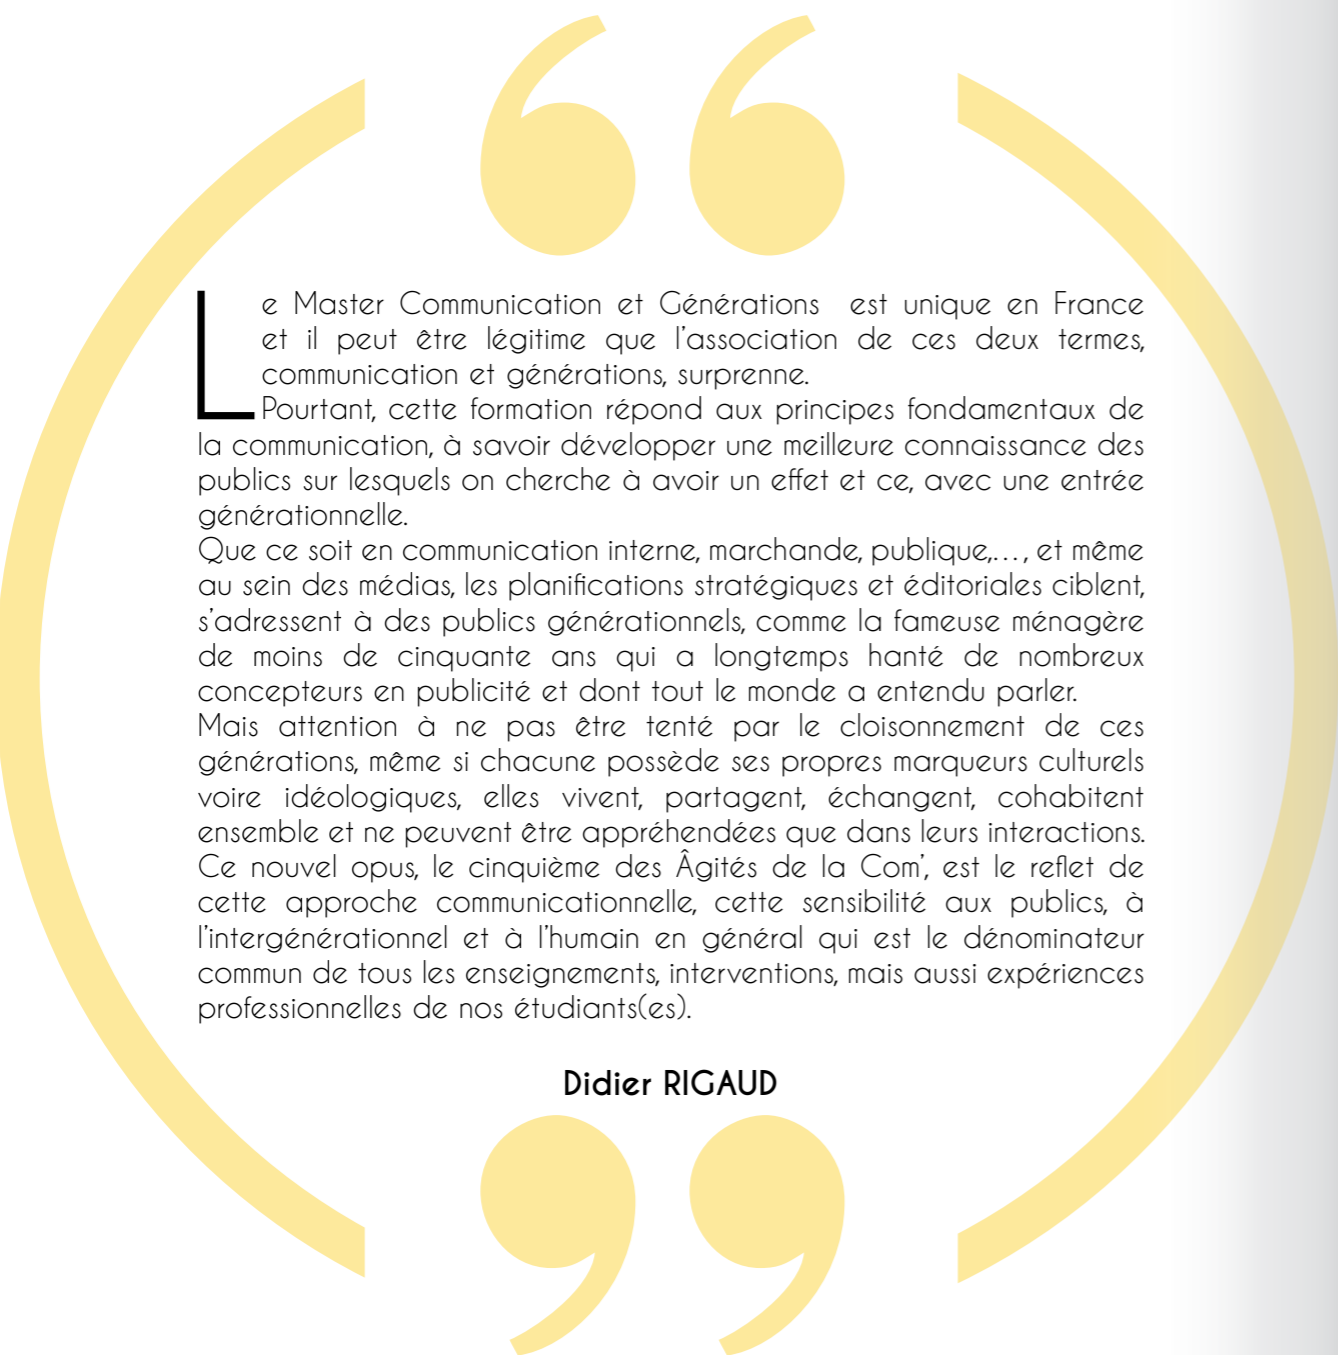 Le Master Communication et Générations est unique en France
et il peut être légitime que l'association de ces deux termes,
communication et générations, surprenne.
Pourtant, cette formation répond aux principes fondamentaux de
la communication, à savoir développer une meilleure connaissance des
publics sur lesquels on cherche à avoir un effet et ce, avec une entrée
générationnelle.
Que ce soit en communication interne, marchande, publique,…, et même
au sein des médias, les planifications stratégiques et éditoriales ciblent,
s'adressent à des publics générationnels, comme la fameuse ménagère
de moins de cinquante ans qui a longtemps hanté de nombreux
concepteurs en publicité et dont tout le monde a entendu parler.
Mais attention à ne pas être tenté par le cloisonnement de ces
générations, même si chacune possède ses propres marqueurs culturels
voire idéologiques, elles vivent, partagent, échangent, cohabitent
ensemble et ne peuvent être appréhendées que dans leurs interactions.
Ce nouvel opus, le cinquième des Âgités de la Com', est le reflet de
cette approche communicationnelle, cette sensibilité aux publics, à
l'intergénérationnel et à l'humain en général qui est le dénominateur
commun de tous les enseignements, interventions, mais aussi expériences
professionnelles de nos étudiants(es).
Didier RIGAUD